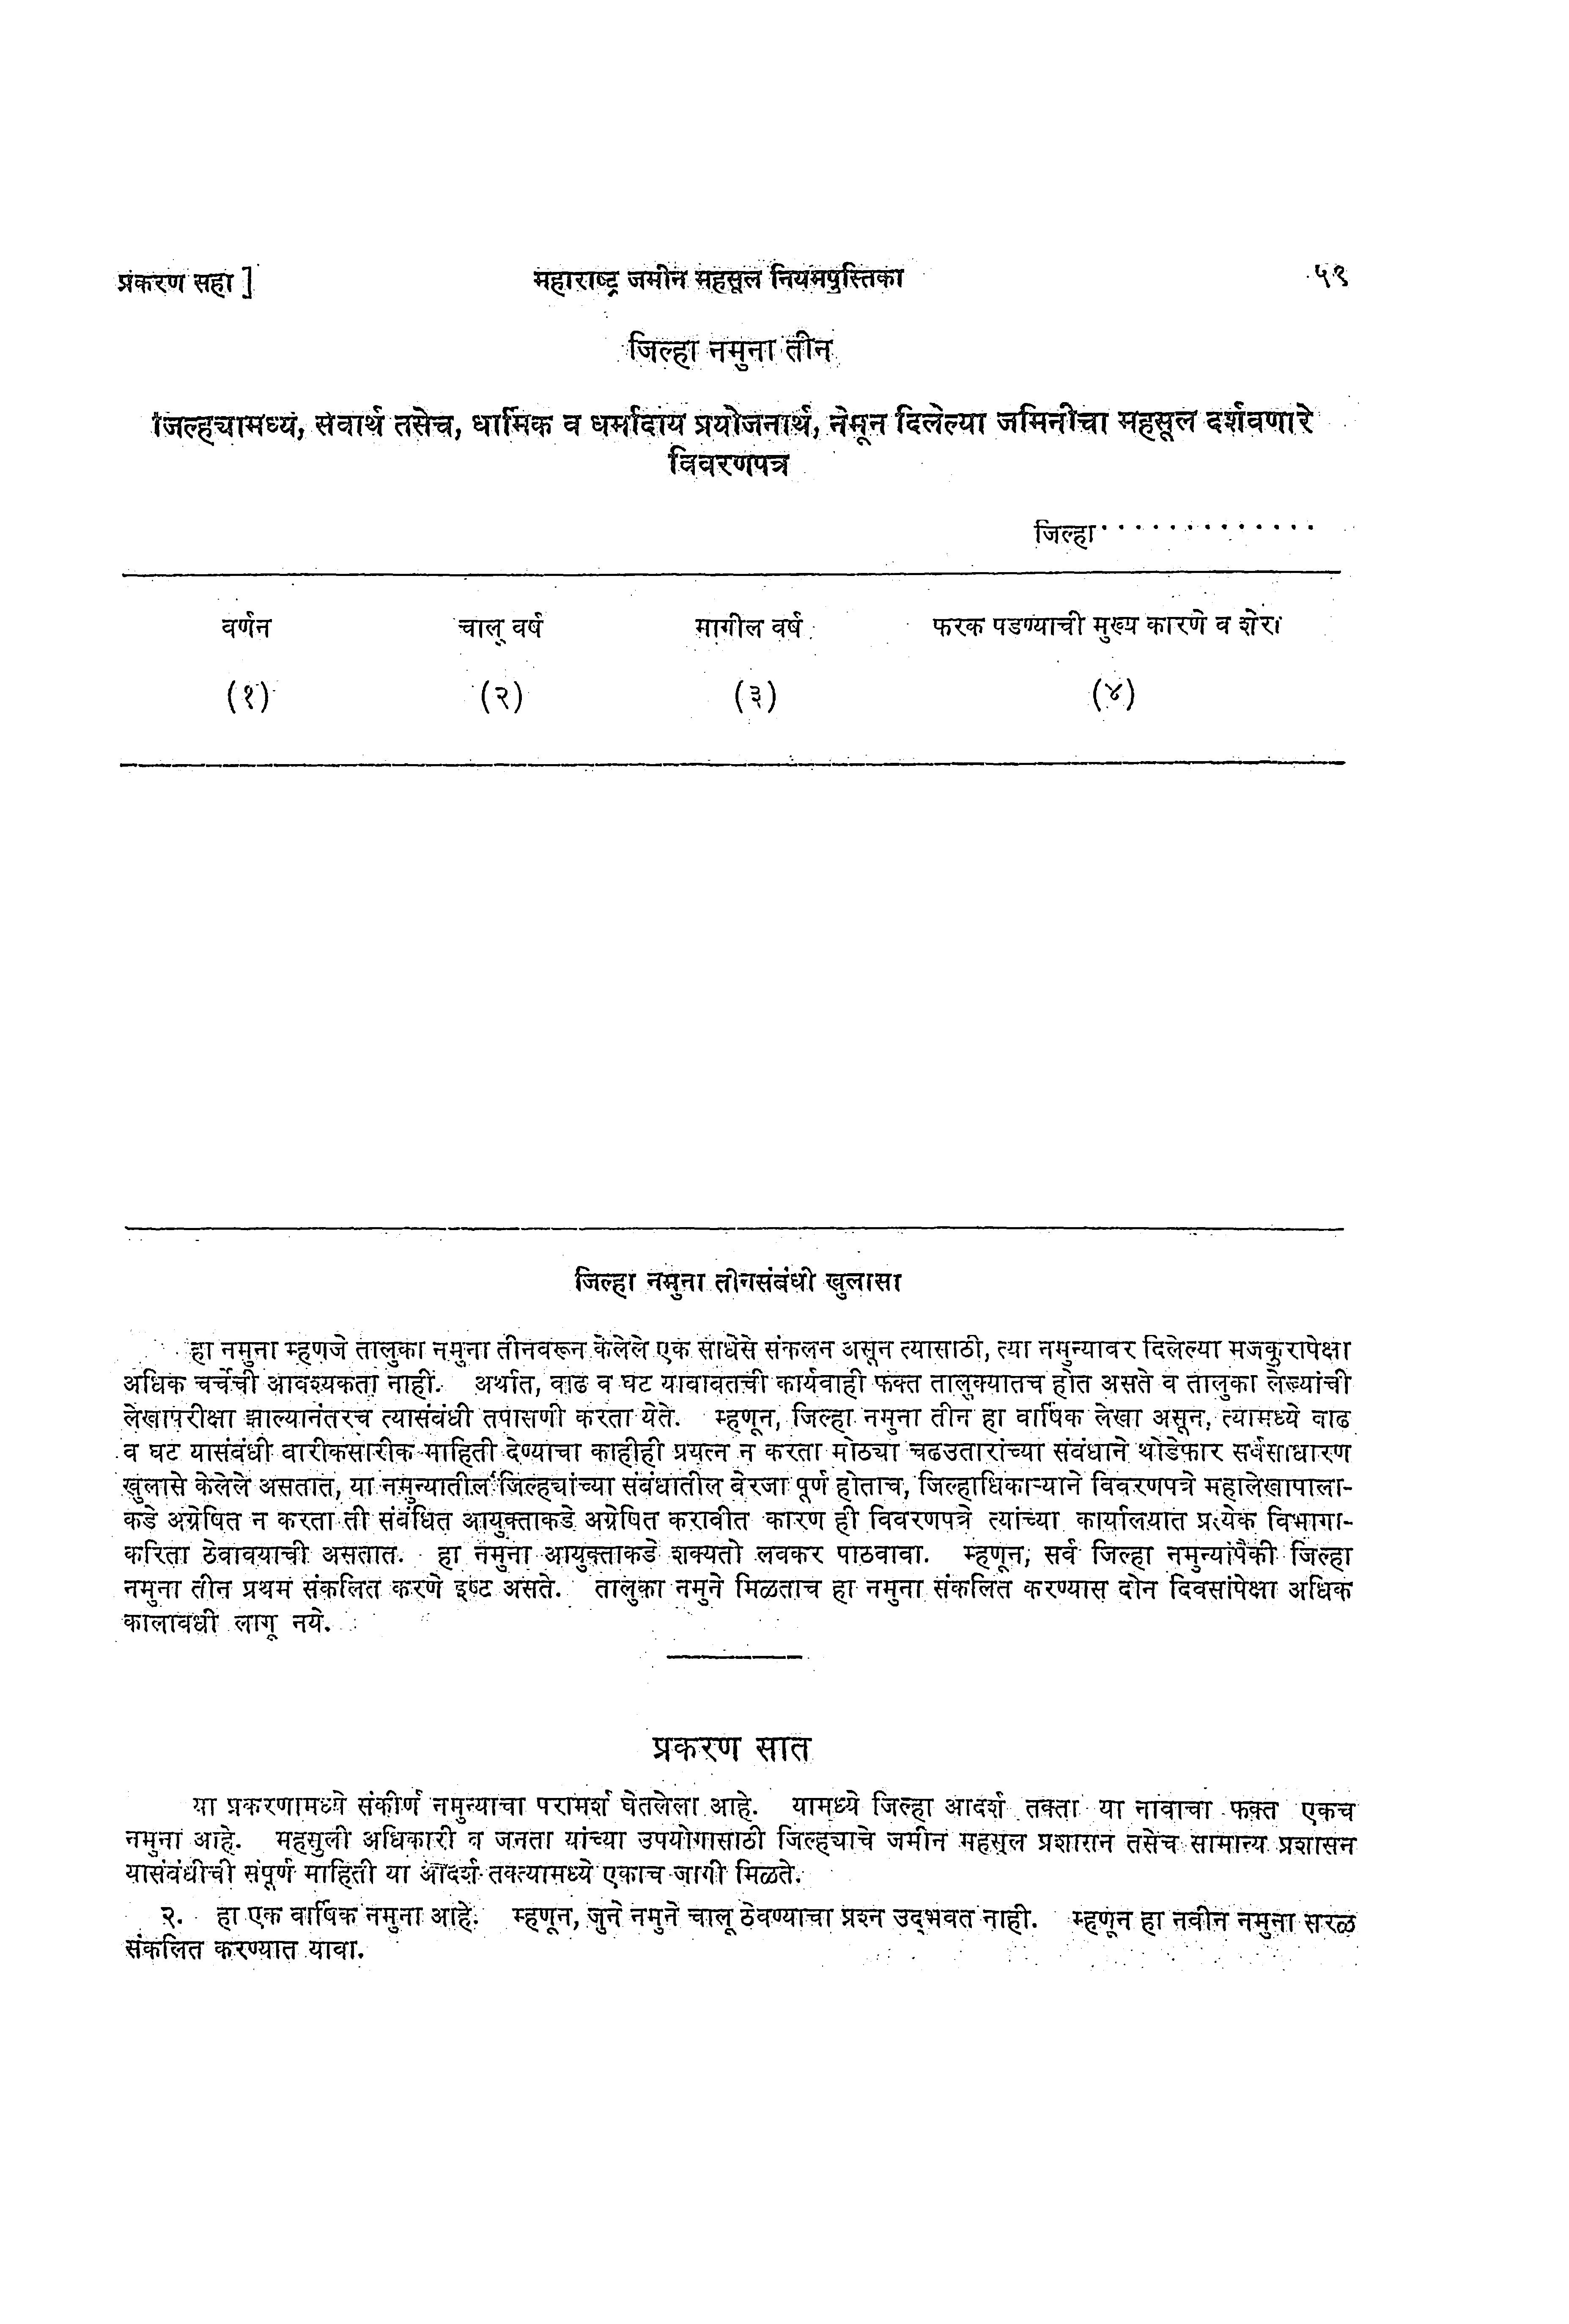 प्रकरण सहा ]
महाराष्ट्र जमीन महसूल नियमपुस्तिका
५९
जिल्हा नमुना तीन
जिल्ह्यामध्यें, सेवार्थ तसेच, धार्मिक व धर्मादाय प्रयोजनार्थ, नेमून दिलेल्या जमिनीचा महसूल दर्शवणारे
विवरणपत्र
जिल्हा . . . . . . . . . . . . .
वर्णन चालू वर्ष मागील वर्ष फरक पडण्याची मुख्य कारणे व शेरा
(१) (२) (३) (४)
जिल्हा नमुना तीनसंबंधी खुलासा
हा नमुना म्हणजे तालुका नमुना तीनवरून केलेले एक साधेसे संकलन असून त्यासाठी, त्या नमुन्यावर दिलेल्या मजकुरापेक्षा
अधिक चर्चेची आवश्यकता नाहीं. अर्थात, वाढ व घट याबाबतची कार्यवाही फक्त तालुक्यातच होत असते व तालुका लेख्यांची
लेखापरीक्षा झाल्यानंतरच त्यासंबंधी तपासणी करता येते. म्हणून, जिल्हा नमुना तीन हा वार्षिक लेखा असून, त्यामध्ये वाढ
व घट यासंबंधी बारीकसारीक माहिती देण्याचा काहीही प्रयत्न न करता मोठ्या चढउतारांच्या संबंधाने थोडेफार सर्वसाधारण
खुलासे केलेले असतात, या नमुन्यातील जिल्ह्यांच्या संबंधातील बेरजा पूर्ण होताच, जिल्हाधिकाऱ्याने विवरणपत्रे महालेखापाला-
कडे अग्रेषित न करता ती संबंधित आयुक्ताकडे अग्रेषित करावीत कारण ही विवरणपत्रे त्यांच्या कार्यालयात प्रत्येक विभागा-
करिता ठेवावयाची असतात. हा नमुना आयुक्ताकडे शक्यतो लवकर पाठवावा. म्हणून, सर्व जिल्हा नमुन्यांपैकी जिल्हा
नमुना तीन प्रथम संकलित करणे इष्ट असते. तालुका नमुने मिळताच हा नमुना संकलित करण्यास दोन दिवसांपेक्षा अधिक
कालावधी लागू नये.
प्रकरण सात
या प्रकरणामध्ये संकीर्ण नमुन्याचा परामर्श घेतलेला आहे. यामध्ये जिल्हा आदर्श तक्ता या नावाचा फक्त एकच
नमुना आहे. महसुली अधिकारी व जनता यांच्या उपयोगासाठी जिल्ह्याचे जमीन महसूल प्रशासन तसेच सामान्य प्रशासन
यासंबंधीची संपूर्ण माहिती या आदर्श तक्त्यामध्ये एकाच जागी मिळते.
२. हा एक वार्षिक नमुना आहे. म्हणून, जुने नमुने चालू ठेवण्याचा प्रश्न उद्‌भवत नाही. म्हणून हा नवीन नमुना सरळ
संकलित करण्यात यावा.